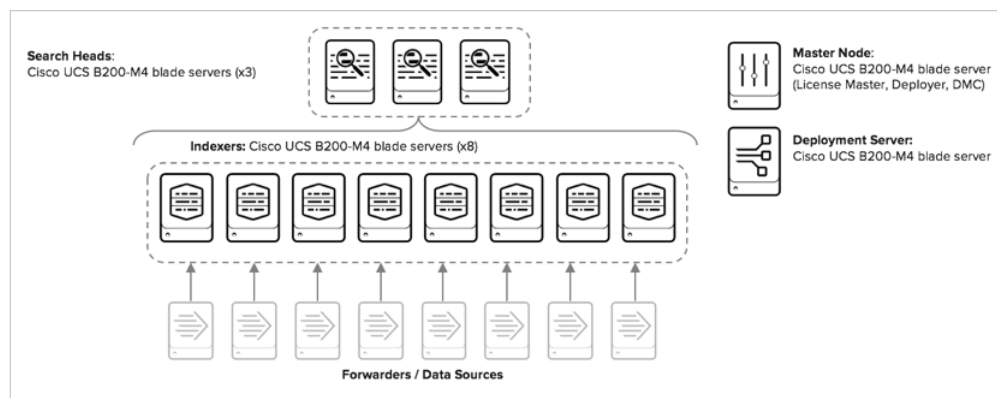 Search Heads:
Cisco UCS B200-M4 blade servers (x3)
Master Node:
Cisco UCS B200-M4 blade server
(License Master, Deployer, DMC)
Indexers: Cisco UCS B200-M4 blade servers (x8)
Deployment Server:
Cisco UCS B200-M4 blade server
Forwarders / Data Sources